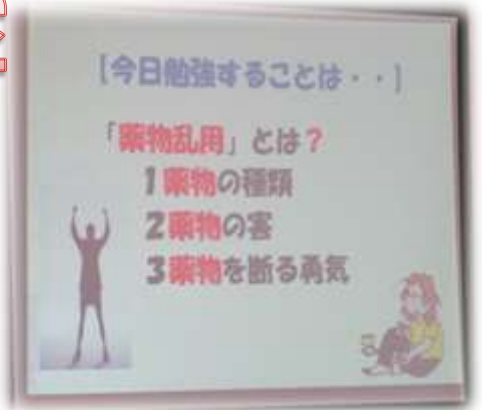 [今日勉強することは・・]
「薬物乱用」とは？
1 薬物の種類
2 薬物の害
3 薬物を断る勇気